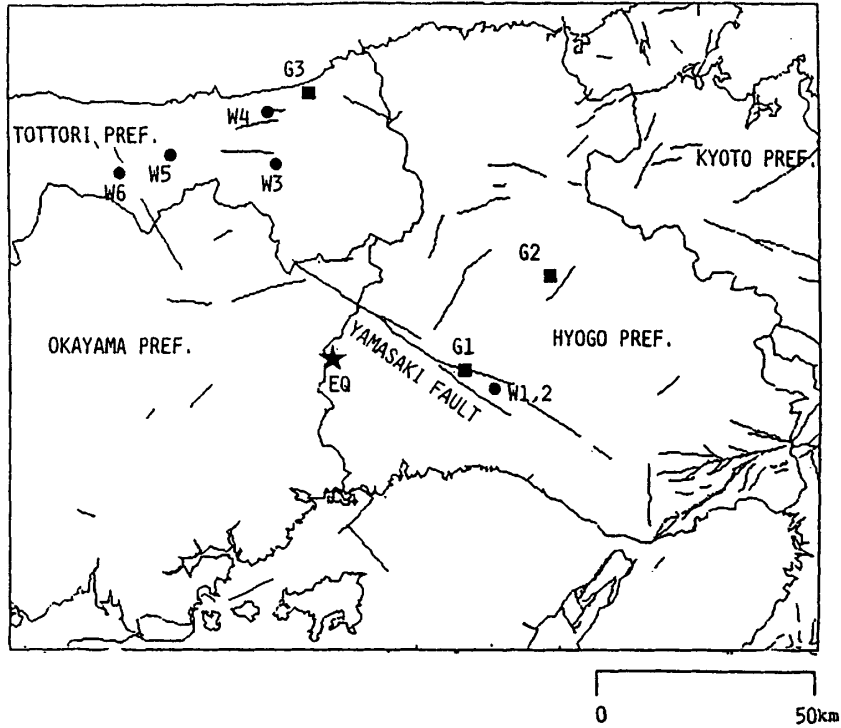 G3
W4
TOTTORI PREF.
W5
W3
W6
KYOTO PREF.
G2
OKAYAMA PREF.
YAMASAKI FAULT
G1
HYOGO PREF.
EQ
W1,2
0 50km